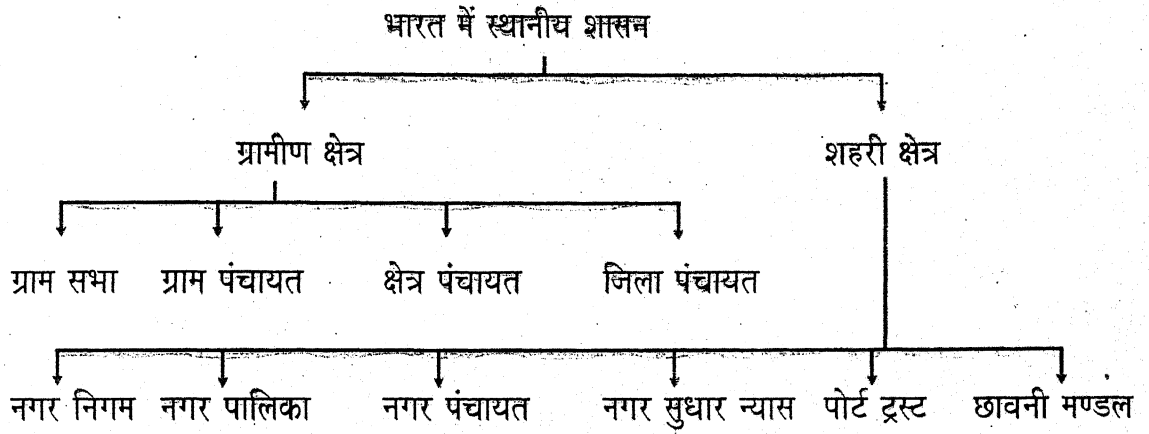 भारत में स्थानीय शासन
ग्रामीण क्षेत्र शहरी क्षेत्र
ग्राम सभा ग्राम पंचायत क्षेत्र पंचायत जिला पंचायत
नगर निगम नगर पालिका नगर पंचायत नगर सुधार न्यास पोर्ट ट्रस्ट छावनी मण्डल